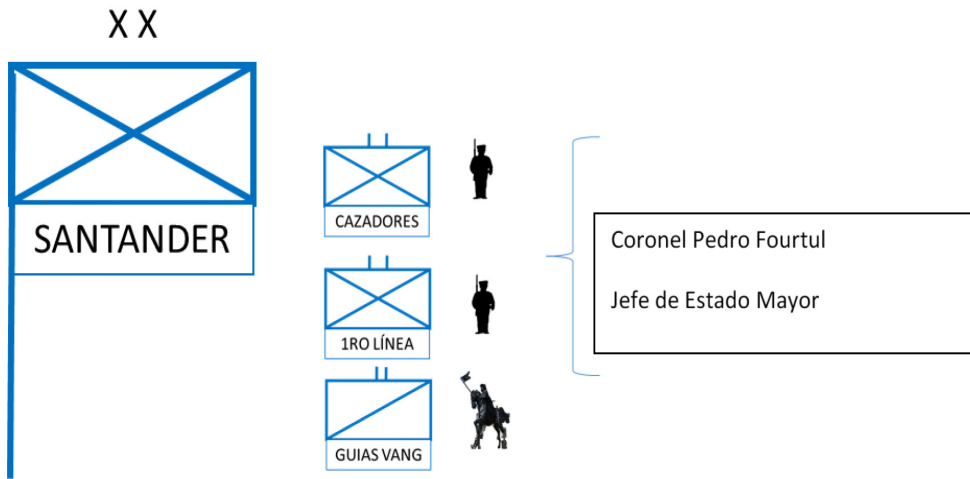 X X
SANTANDER
CAZADORES
1RO LÍNEA
GUIAS VANG
Coronel Pedro Fourtul
Jefe de Estado Mayor